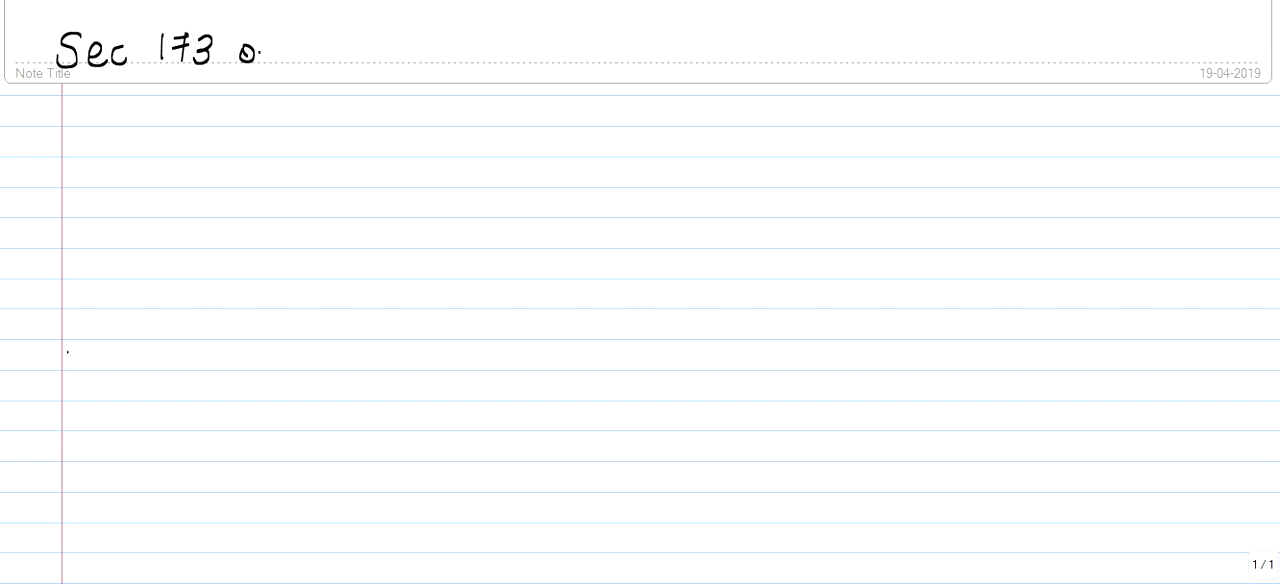 Sec 173 o.
Note Title
19-04-2019
1 / 1